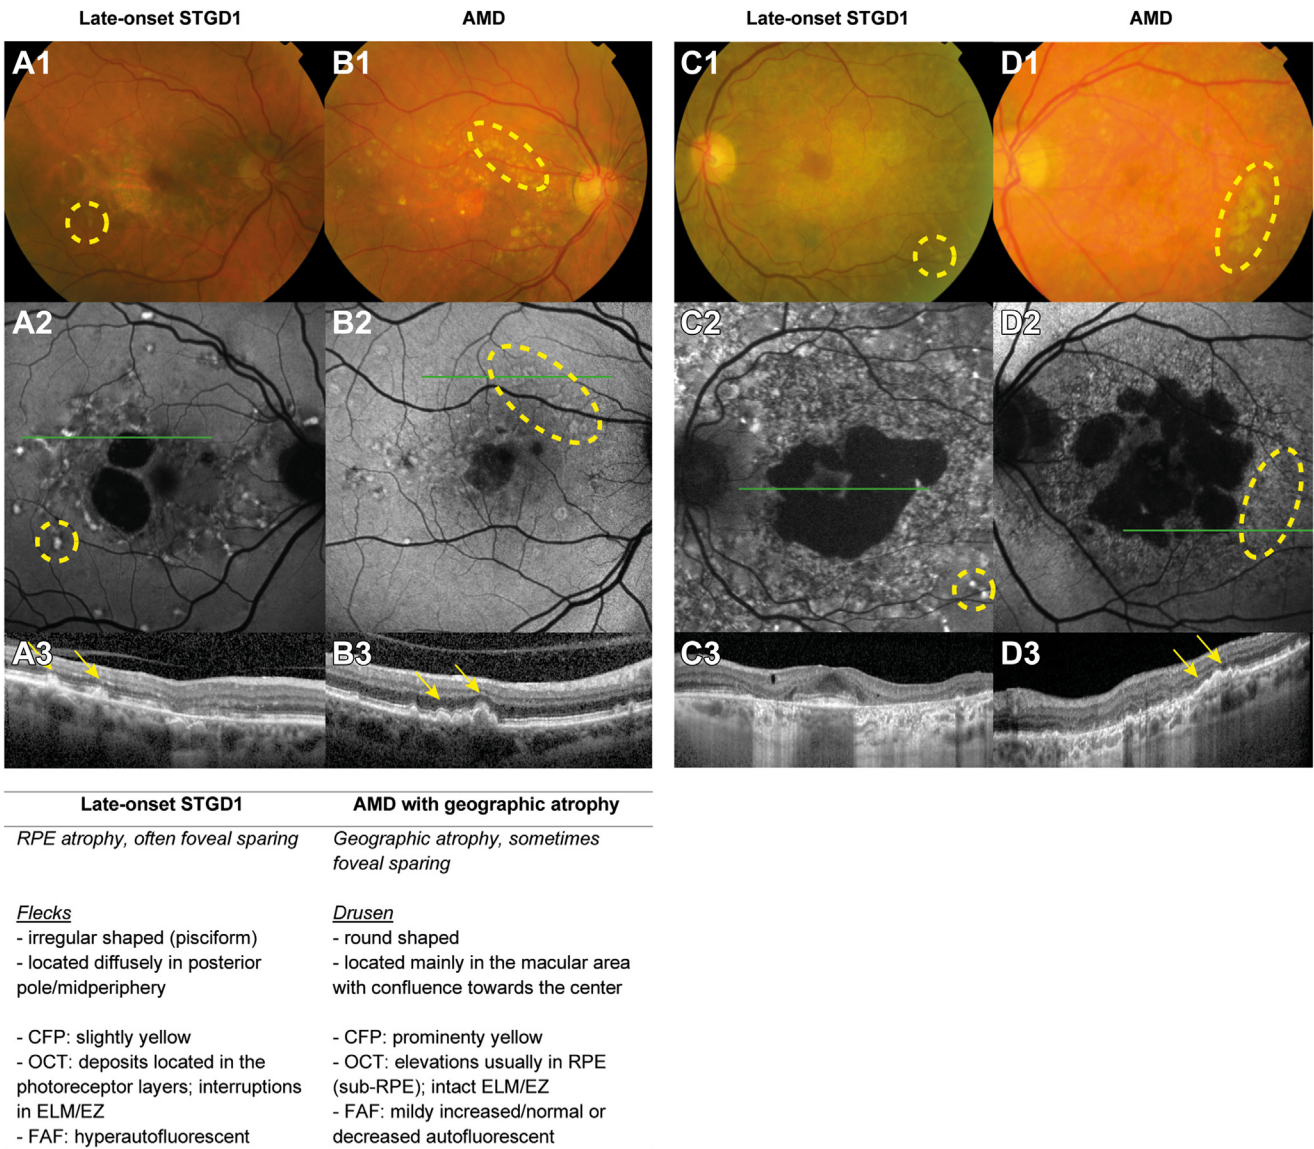 Late-onset STGD1
AMD
Late-onset STGD1
AMD
A1
B1
C1
D1
A2
B2
C2
D2
A3
B3
C3
D3
Late-onset STGD1
AMD with geographic atrophy
RPE atrophy, often foveal sparing
Geographic atrophy, sometimes
foveal sparing
Flecks
- irregular shaped (pisciform)
- located diffusely in posterior
pole/midperiphery
- CFP: slightly yellow
- OCT: deposits located in the
photoreceptor layers; interruptions
in ELM/EZ
- FAF: hyperautofluorescent
Drusen
- round shaped
- located mainly in the macular area
with confluence towards the center
- CFP: prominenty yellow
- OCT: elevations usually in RPE
(sub-RPE); intact ELM/EZ
- FAF: mildy increased/normal or
decreased autofluorescent